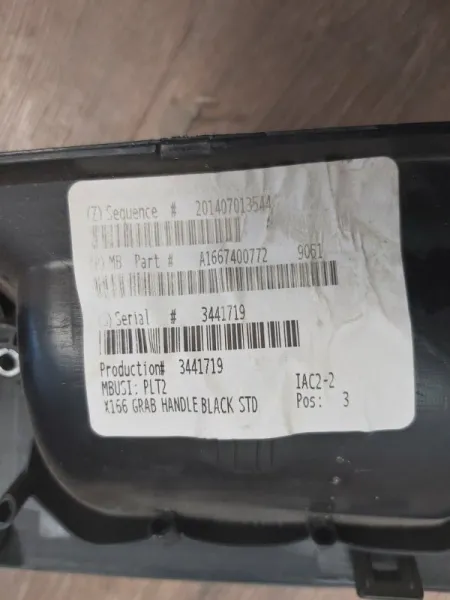 (Z) Sequence # 201407013544
(P) MB Part # A1667400772 9051
(S) Serial # 3441719
Production# 3441719
MBUSI: PLT2 IAC2-2
X166 GRAB HANDLE BLACK STD Pos: 3